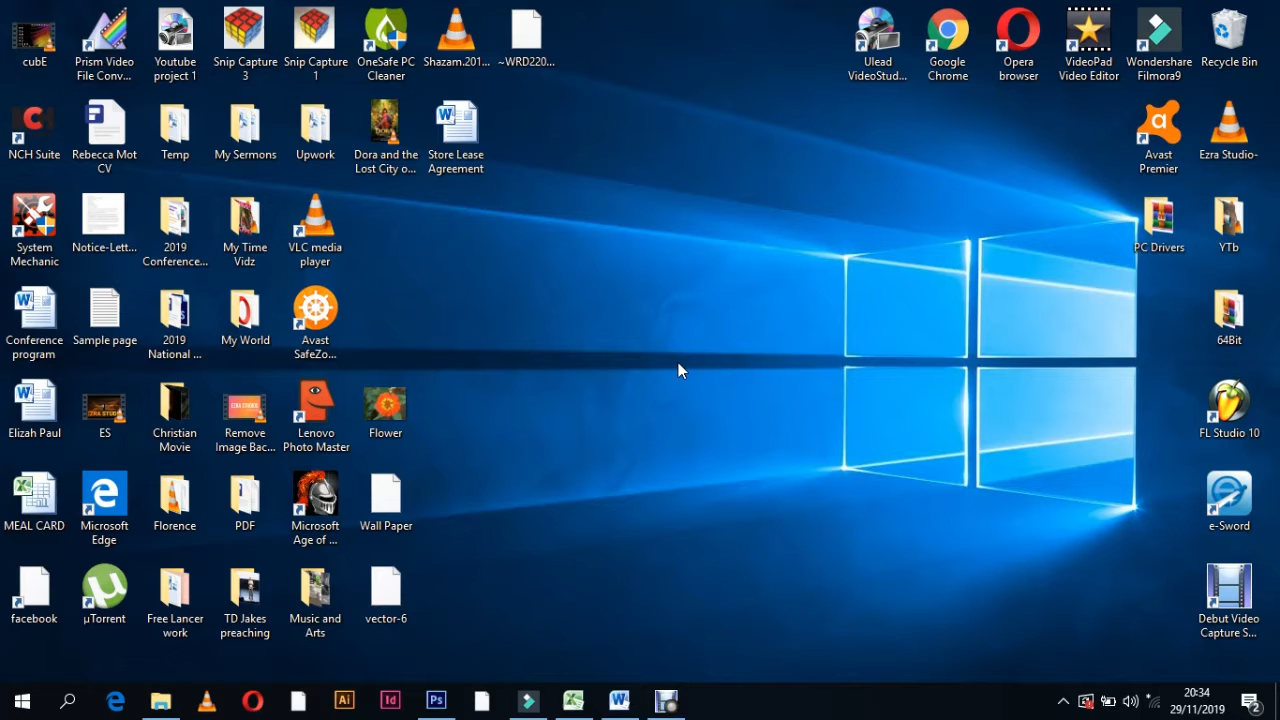 cubE
Prism Video
File Conv...
Youtube
project 1
Snip Capture
3
Snip Capture
1
OneSafe PC
Cleaner
Shazam.201...
~WRD220...
Ulead
VideoStud...
Google
Chrome
Opera
browser
VideoPad
Video Editor
Wondershare
Filmora9
Recycle Bin
NCH Suite
Rebecca Mot
CV
Temp
My Sermons
Upwork
Dora and the
Lost City o...
Store Lease
Agreement
Avast
Premier
Ezra Studio-
System
Mechanic
Notice-Lett...
2019
Conference...
My Time
Vidz
VLC media
player
PC Drivers
YTb
Conference
program
Sample page
2019
National ...
My World
Avast
SafeZo...
64Bit
Elizah Paul
ES
Christian
Movie
Remove
Image Bac...
Lenovo
Photo Master
Flower
FL Studio 10
MEAL CARD
Microsoft
Edge
Florence
PDF
Microsoft
Age of ...
Wall Paper
e-Sword
facebook
µTorrent
Free Lancer
work
TD Jakes
preaching
Music and
Arts
vector-6
Debut Video
Capture S...
Ai
Id
Ps
20:34
29/11/2019
2